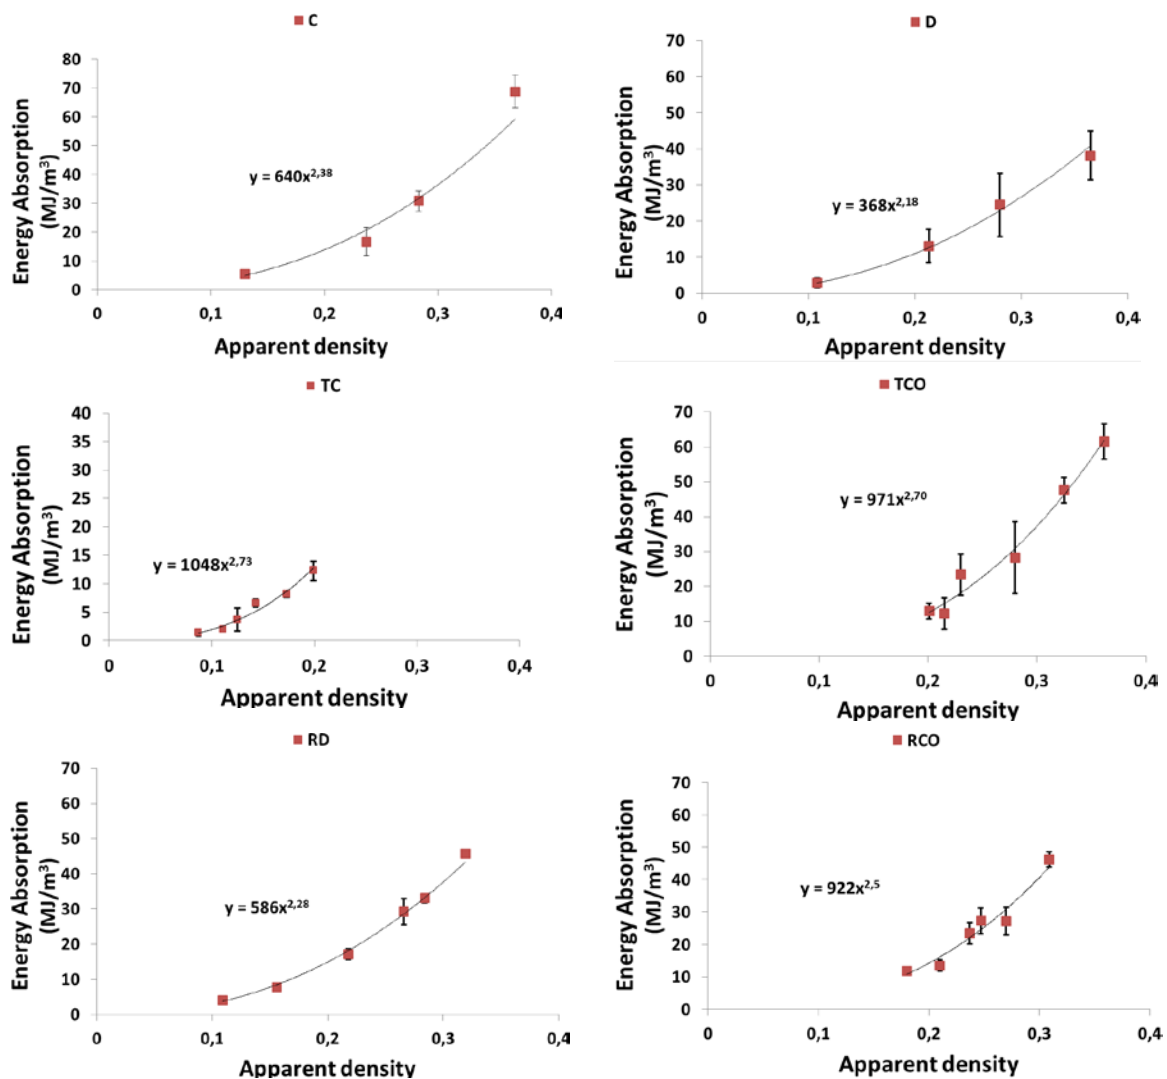 C
Energy Absorption
(MJ/m³)
80
70
60
50
40
30
20
10
0
y = 640x^2,38
0 0,1 0,2 0,3 0,4
Apparent density
D
Energy Absorption
(MJ/m³)
70
60
50
40
30
20
10
0
y = 368x^2,18
0 0,1 0,2 0,3 0,4
Apparent density
TC
Energy Absorption
(MJ/m³)
40
35
30
25
20
15
10
5
0
y = 1048x^2,73
0 0,1 0,2 0,3 0,4
Apparent density
TCO
Energy Absorption
(MJ/m³)
70
60
50
40
30
20
10
0
y = 971x^2,70
0 0,1 0,2 0,3 0,4
Apparent density
RD
Energy Absorption
(MJ/m³)
70
60
50
40
30
20
10
0
y = 586x^2,28
0 0,1 0,2 0,3 0,4
Apparent density
RCO
Energy Absorption
(MJ/m³)
70
60
50
40
30
20
10
0
y = 922x^2,5
0 0,1 0,2 0,3 0,4
Apparent density